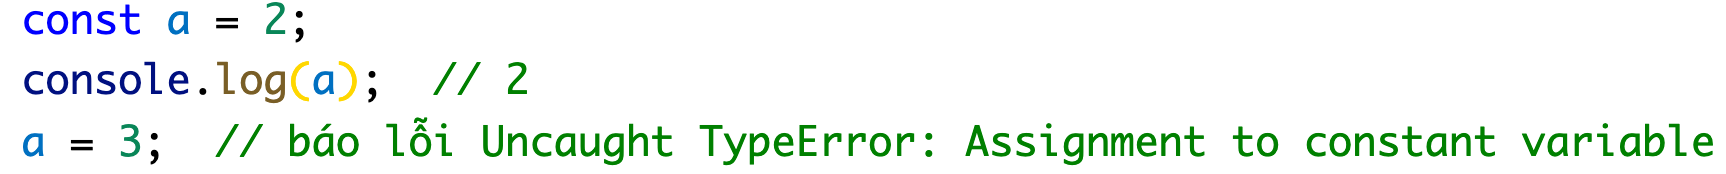 const a = 2;
console.log(a);  // 2
a = 3;  // báo lỗi Uncaught TypeError: Assignment to constant variable